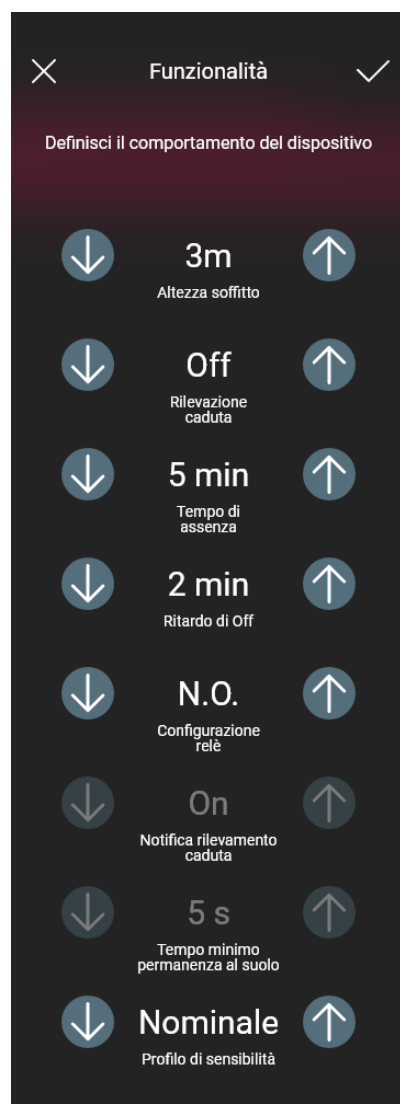 Funzionalità
Definisci il comportamento del dispositivo
3m
Altezza soffitto
Off
Rilevazione
caduta
5 min
Tempo di
assenza
2 min
Ritardo di Off
N.O.
Configurazione
relè
On
Notifica rilevamento
caduta
5 s
Tempo minimo
permanenza al suolo
Nominale
Profilo di sensibilità